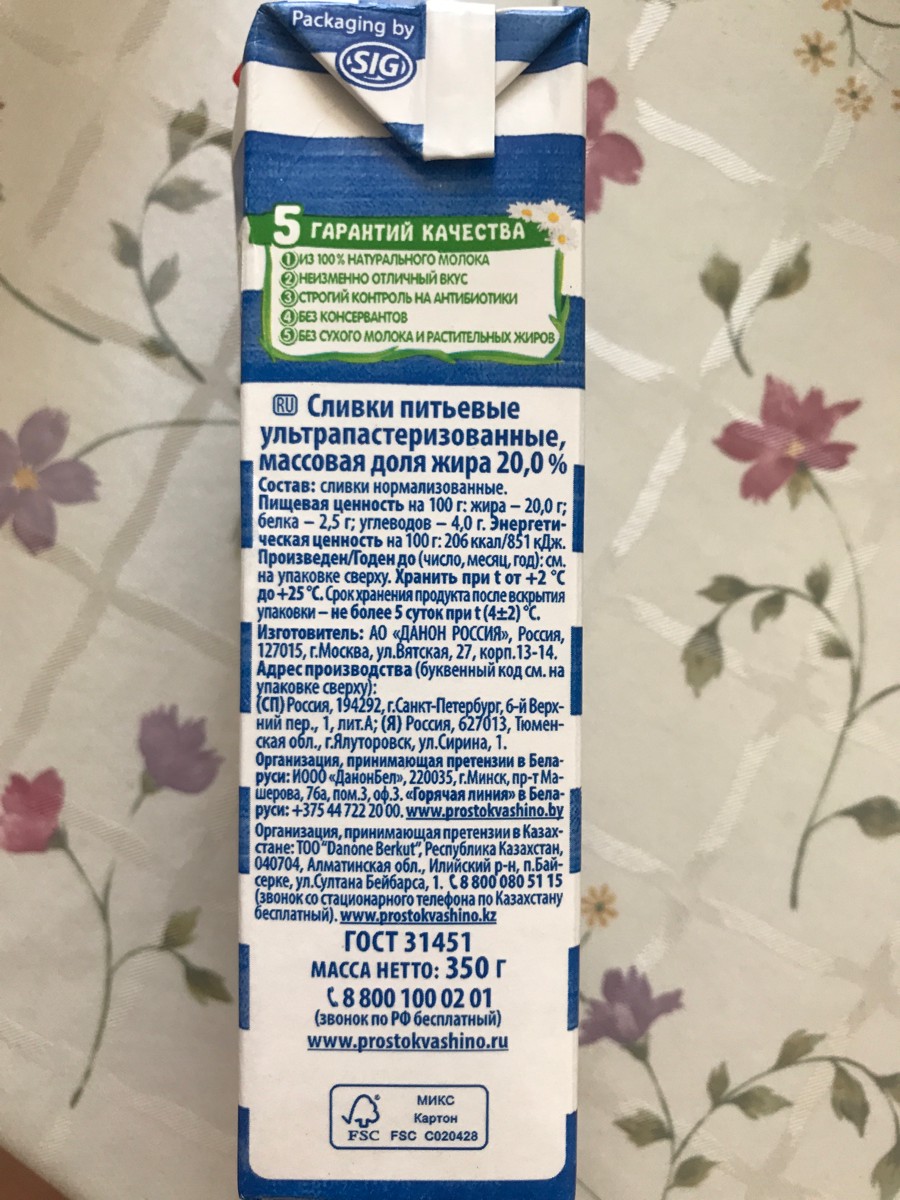 Packaging by
SIG
5 ГАРАНТИЙ КАЧЕСТВА
1 ИЗ 100% НАТУРАЛЬНОГО МОЛОКА
2 НЕИЗМЕННО ОТЛИЧНЫЙ ВКУС
3 СТРОГИЙ КОНТРОЛЬ НА АНТИБИОТИКИ
4 БЕЗ КОНСЕРВАНТОВ
5 БЕЗ СУХОГО МОЛОКА И РАСТИТЕЛЬНЫХ ЖИРОВ
RU Сливки питьевые
ультрапастеризованные,
массовая доля жира 20,0 %
Состав: сливки нормализованные.
Пищевая ценность на 100 г: жира – 20,0 г;
белка – 2,5 г; углеводов – 4,0 г. Энергети-
ческая ценность на 100 г: 206 ккал/851 кДж.
Произведен/Годен до (число, месяц, год): см.
на упаковке сверху. Хранить при t от +2 °С
до +25 °С. Срок хранения продукта после вскрытия
упаковки – не более 5 суток при t (4±2) °С.
Изготовитель: АО «ДАНОН РОССИЯ», Россия,
127015, г.Москва, ул.Вятская, 27, корп.13-14.
Адрес производства (буквенный код см. на
упаковке сверху):
(СП) Россия, 194292, г.Санкт-Петербург, 6-й Верх-
ний пер., 1, лит.А; (Я) Россия, 627013, Тюмен-
ская обл., г.Ялуторовск, ул.Сирина, 1.
Организация, принимающая претензии в Бела-
руси: ИООО «ДанонБел», 220035, г.Минск, пр-т Ма-
шерова, 76а, пом.3, оф.3. «Горячая линия» в Бела-
руси: +375 44 722 20 00. www.prostokvashino.by
Организация, принимающая претензии в Казах-
стане: ТОО "Danone Berkut", Республика Казахстан,
040704, Алматинская обл., Илийский р-н, п.Бай-
серке, ул.Султана Бейбарса, 1. 8 800 080 51 15
(звонок со стационарного телефона по Казахстану
бесплатный). www.prostokvashino.kz
ГОСТ 31451
МАССА НЕТТО: 350 Г
8 800 100 02 01
(звонок по РФ бесплатный)
www.prostokvashino.ru
МИКС
Картон
FSC FSC C020428